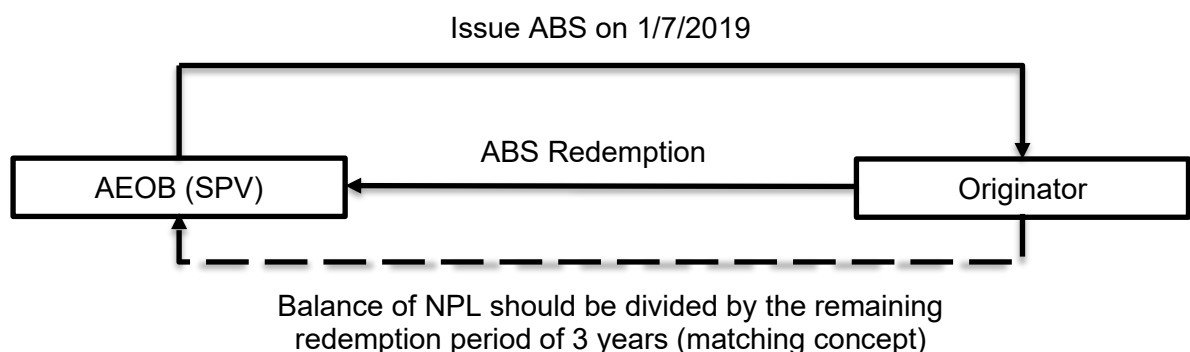 Issue ABS on 1/7/2019
ABS Redemption
AEOB (SPV)
Originator
Balance of NPL should be divided by the remaining
redemption period of 3 years (matching concept)